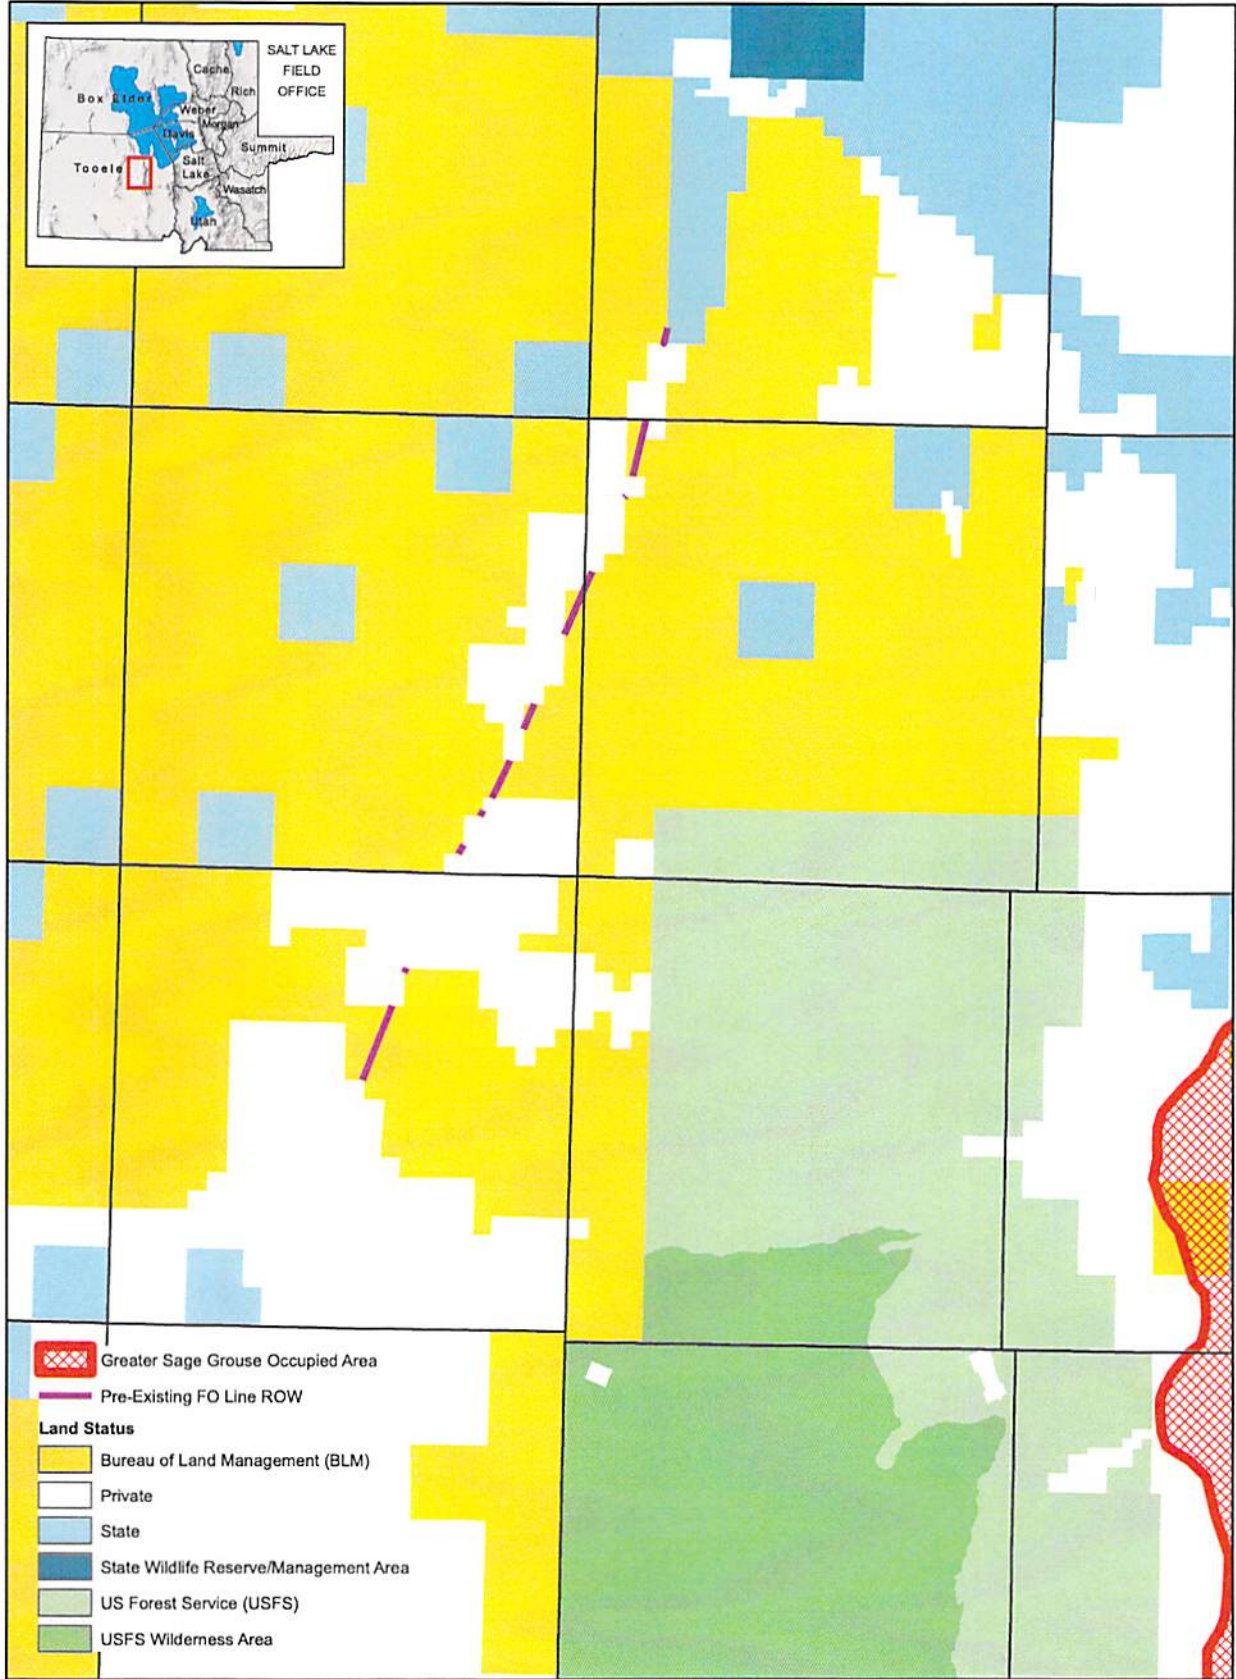 SALT LAKE
FIELD
OFFICE
Cache
Rich
Box Elder
Weber
Morgan
Davis
Summit
Salt
Lake
Tooele
Wasatch
Utah
Greater Sage Grouse Occupied Area
Pre-Existing FO Line ROW
Land Status
Bureau of Land Management (BLM)
Private
State
State Wildlife Reserve/Management Area
US Forest Service (USFS)
USFS Wilderness Area